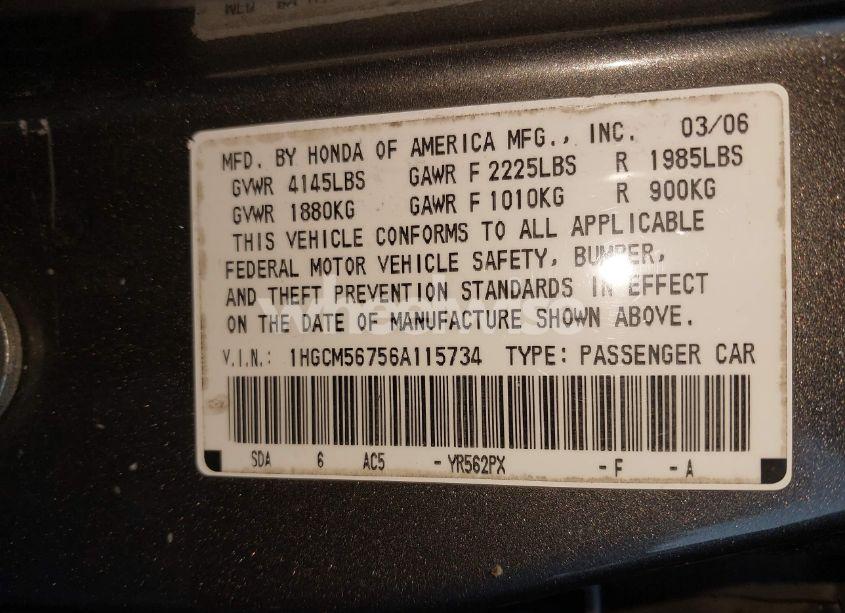 MFD. BY HONDA OF AMERICA MFG., INC. 03/06
GVWR 4145LBS GAWR F 2225LBS R 1985LBS
GVWR 1880KG GAWR F 1010KG R 900KG
THIS VEHICLE CONFORMS TO ALL APPLICABLE
FEDERAL MOTOR VEHICLE SAFETY, BUMPER,
AND THEFT PREVENTION STANDARDS IN EFFECT
ON THE DATE OF MANUFACTURE SHOWN ABOVE.
V.I.N.: 1HGCM56756A115734 TYPE: PASSENGER CAR
SDA 6 AC5 - YR562PX - F - A